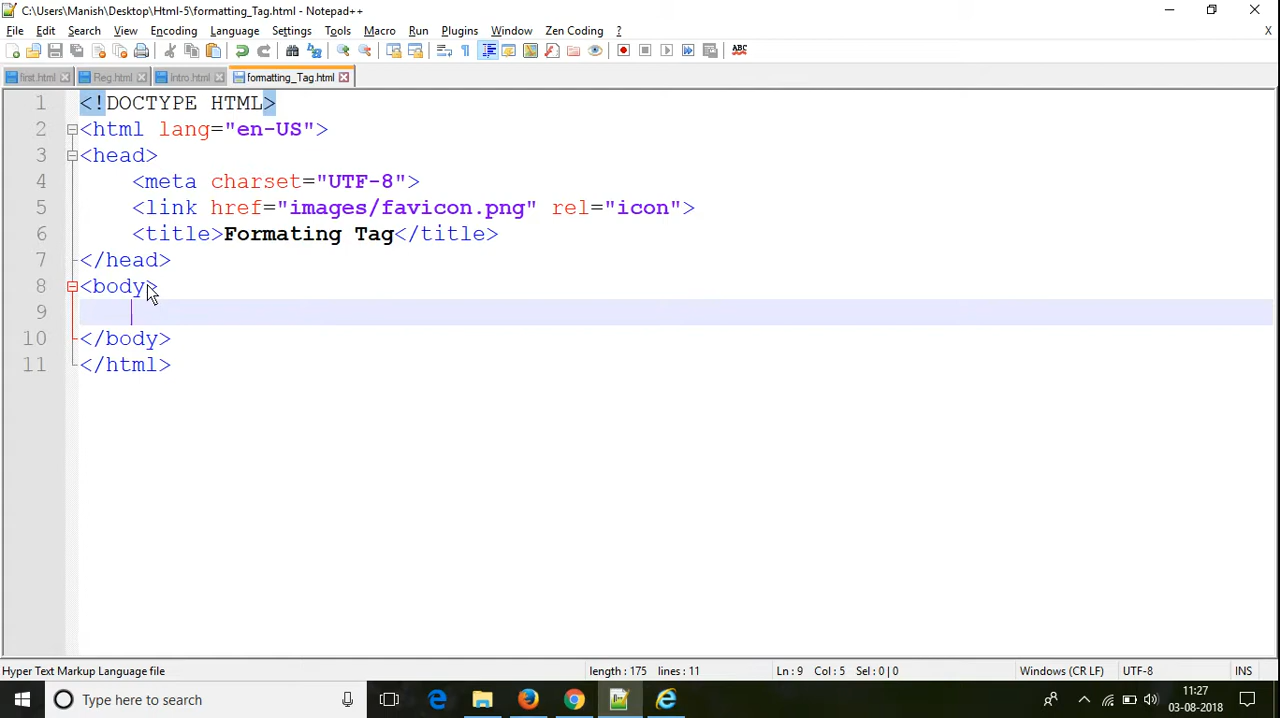 C:\Users\Manish\Desktop\Html-5\formatting_Tag.html - Notepad++
File Edit Search View Encoding Language Settings Tools Macro Run Plugins Window Zen Coding ? X
ABC
first.html Reg.html Intro.html formatting_Tag.html
1 <!DOCTYPE HTML>
2 <html lang="en-US">
3 <head>
4 <meta charset="UTF-8">
5 <link href="images/favicon.png" rel="icon">
6 <title>Formating Tag</title>
7 </head>
8 <body>
9
10 </body>
11 </html>
Hyper Text Markup Language file length : 175 lines : 11 Ln : 9 Col : 5 Sel : 0 | 0 Windows (CR LF) UTF-8 INS
Type here to search
11:27
03-08-2018